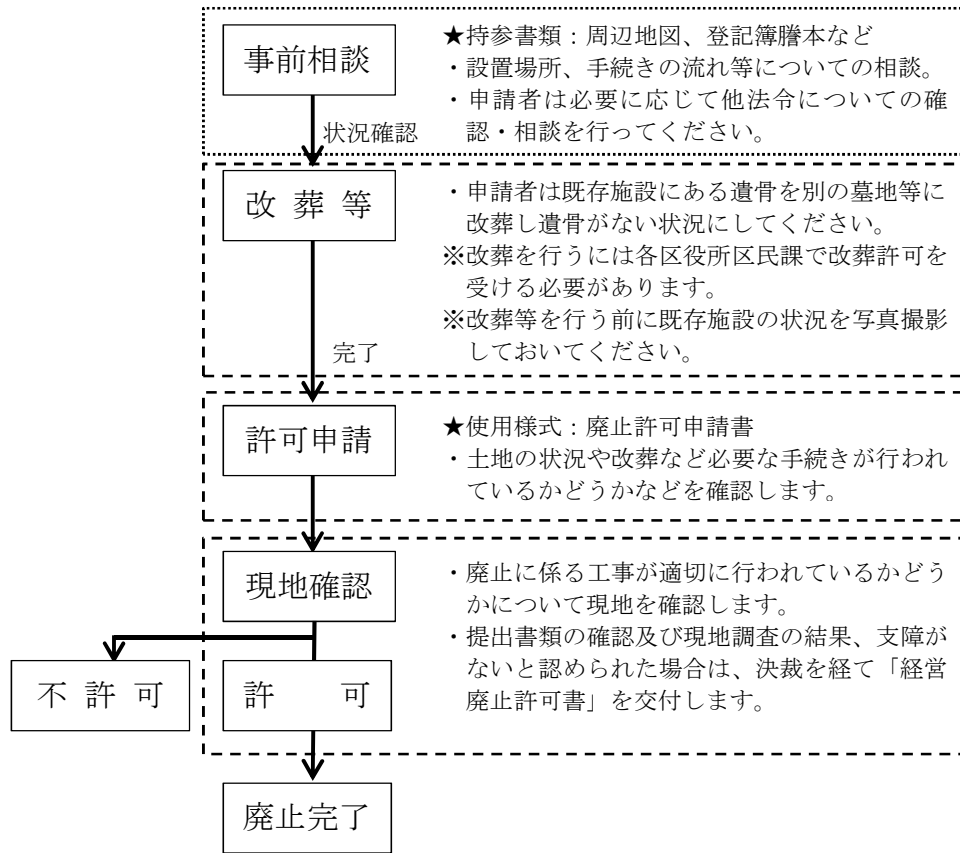 事前相談
★持参書類：周辺地図、登記簿謄本など
・設置場所、手続きの流れ等についての相談。
・申請者は必要に応じて他法令についての確
認・相談を行ってください。
状況確認
改 葬 等
・申請者は既存施設にある遺骨を別の墓地等に
改葬し遺骨がない状況にしてください。
※改葬を行うには各区役所区民課で改葬許可を
受ける必要があります。
※改葬等を行う前に既存施設の状況を写真撮影
しておいてください。
完了
許可申請
★使用様式：廃止許可申請書
・土地の状況や改葬など必要な手続きが行われ
ているかどうかなどを確認します。
現地確認
・廃止に係る工事が適切に行われているかどう
かについて現地を確認します。
・提出書類の確認及び現地調査の結果、支障が
ないと認められた場合は、決裁を経て「経営
廃止許可書」を交付します。
不 許 可
許 可
廃止完了